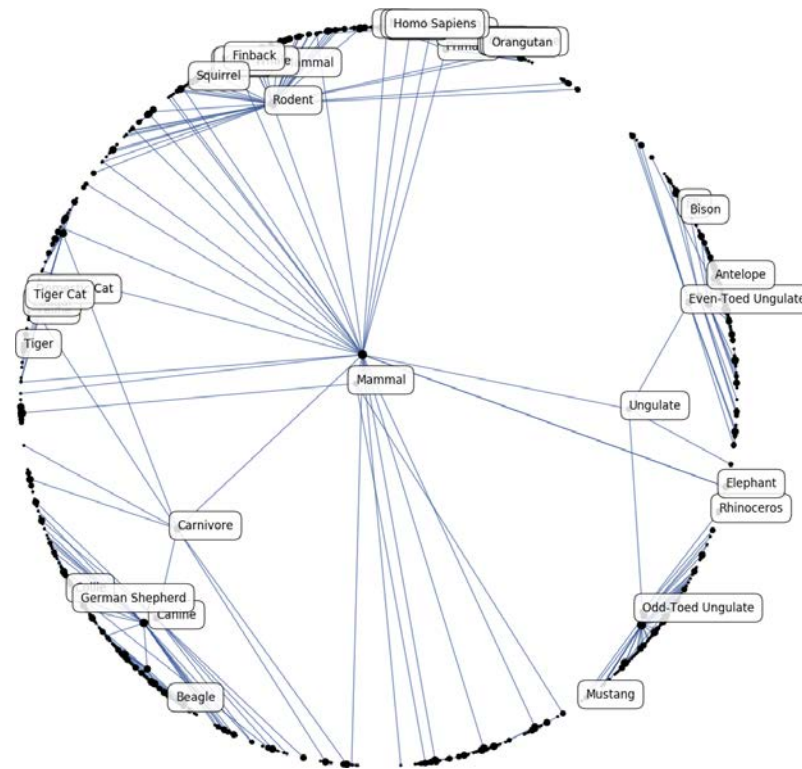 Homo Sapiens
Orangutan
Finback
Squirrel
Rodent
Bison
Antelope
Even-Toed Ungulate
Tiger Cat
Cat
Tiger
Mammal
Ungulate
Elephant
Rhinoceros
Carnivore
German Shepherd
Canine
Odd-Toed Ungulate
Beagle
Mustang